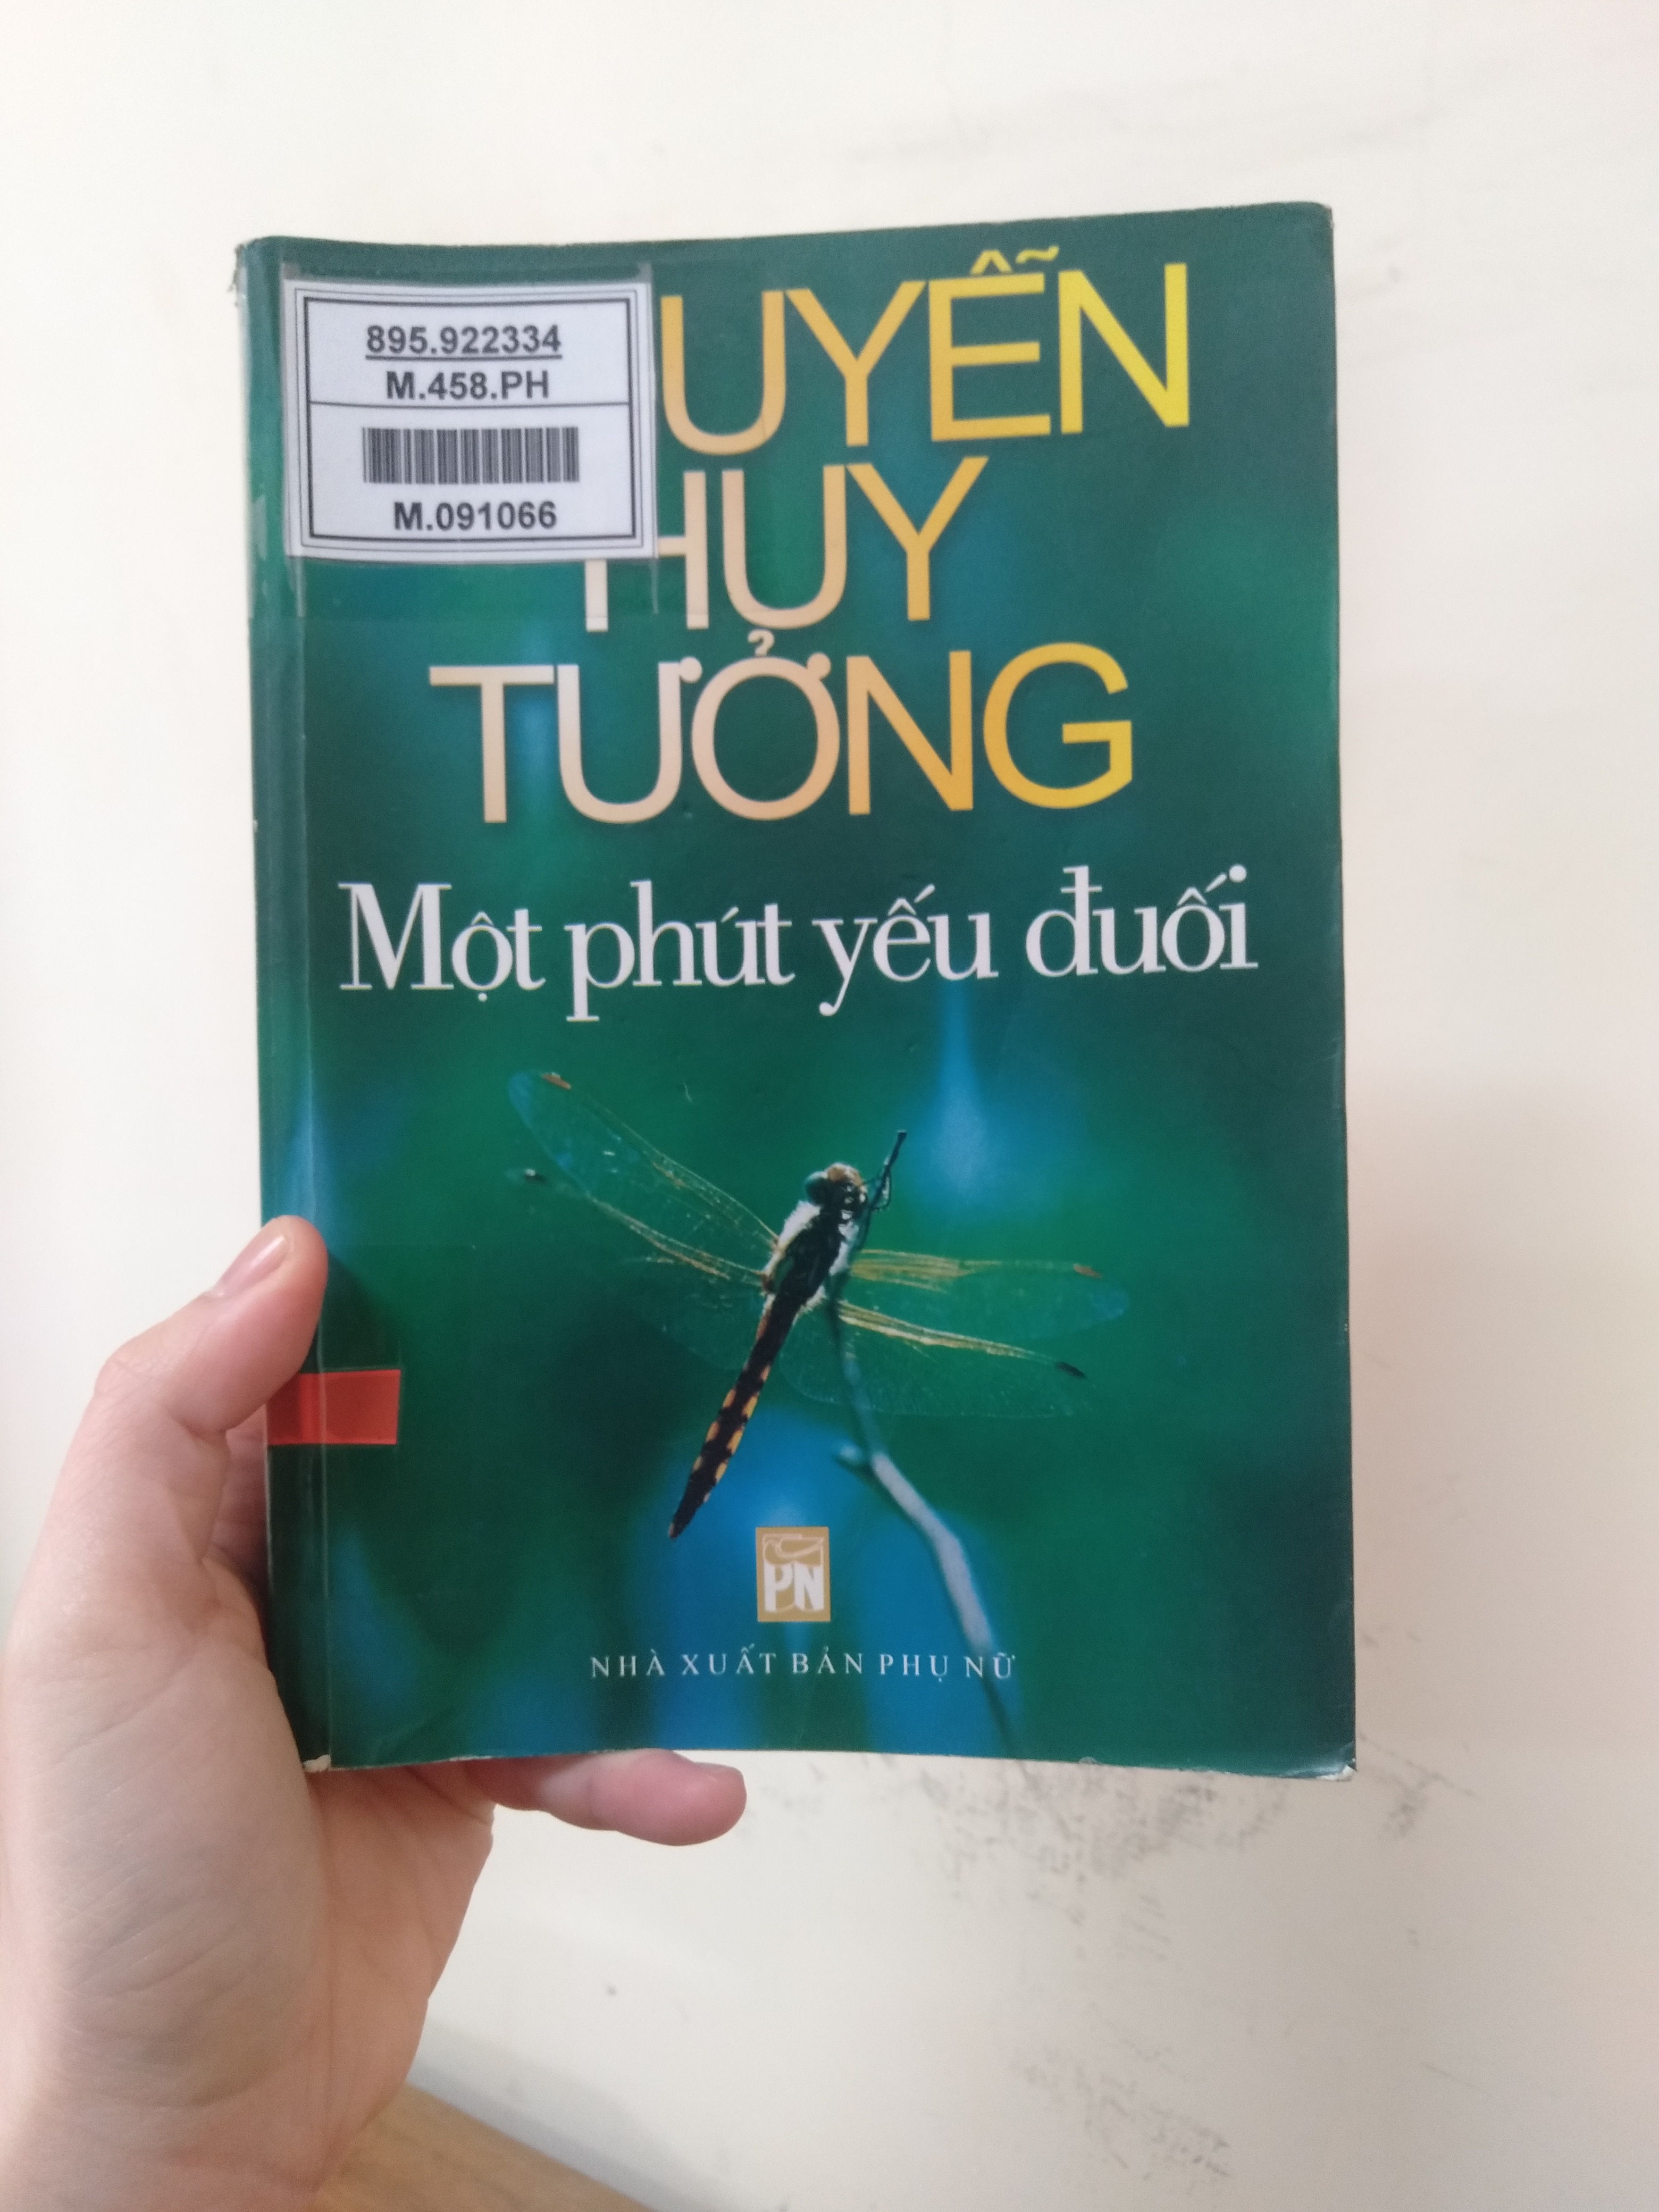 895.922334
M.458.PH
M.091066
UYỄN
HUY
TƯỞNG
Một phút yếu đuối
PN
NHÀ XUẤT BẢN PHỤ NỮ